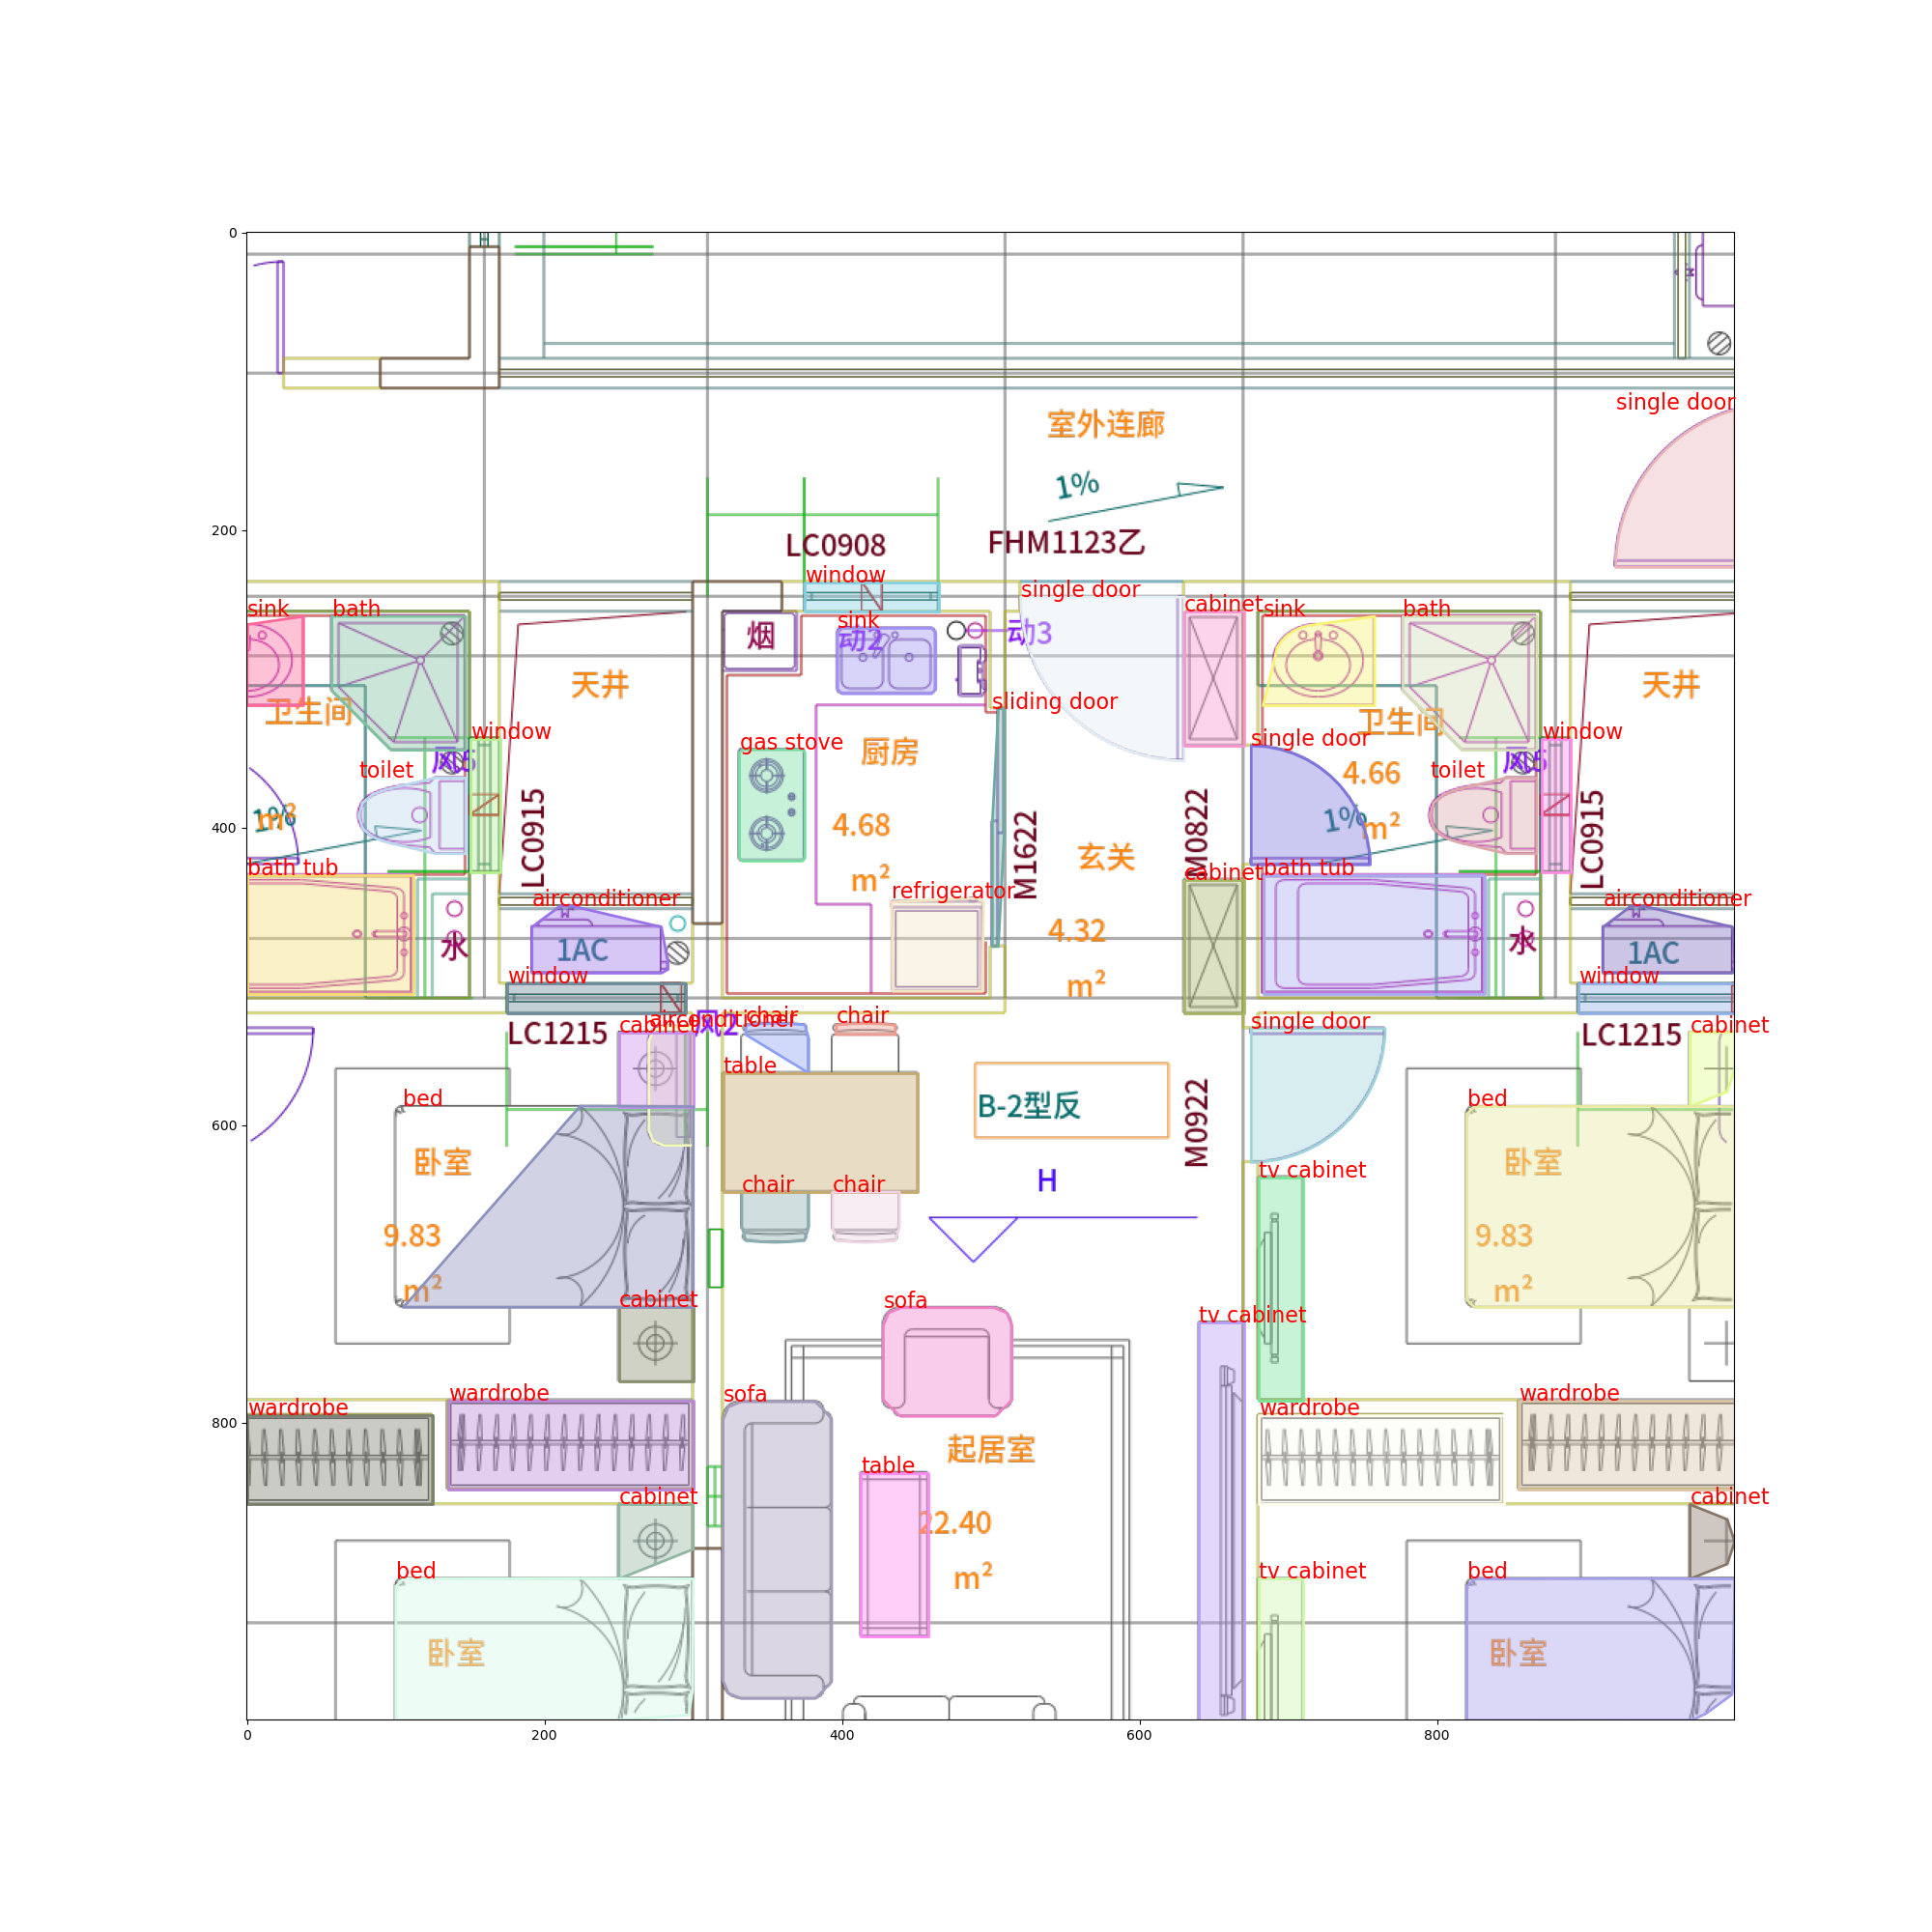 0
200
400
600
800
0
200
400
600
800
single door
室外连廊
1%
LC0908
FHM1123乙
window
single door
sink
bath
sink
cabinet
sink
bath
烟
动2
动3
天井
天井
卫生间
卫生间
sliding door
window
风5
toilet
gas stove
厨房
single door
window
风5
toilet
4.66
m²
1%
m²
1%
4.68
m²
LC0915
M1622
M0822
LC0915
玄关
bath tub
cabinet
bath tub
airconditioner
refrigerator
airconditioner
4.32
m²
水
1AC
水
1AC
window
window
LC1215
风2
LC1215
cabinet
airconditioner
chair
chair
single door
cabinet
table
bed
B-2型反
M0922
bed
卧室
卧室
tv cabinet
chair
chair
H
9.83
m²
9.83
m²
cabinet
sofa
tv cabinet
wardrobe
wardrobe
sofa
wardrobe
wardrobe
起居室
table
cabinet
cabinet
22.40
m²
bed
tv cabinet
bed
卧室
卧室